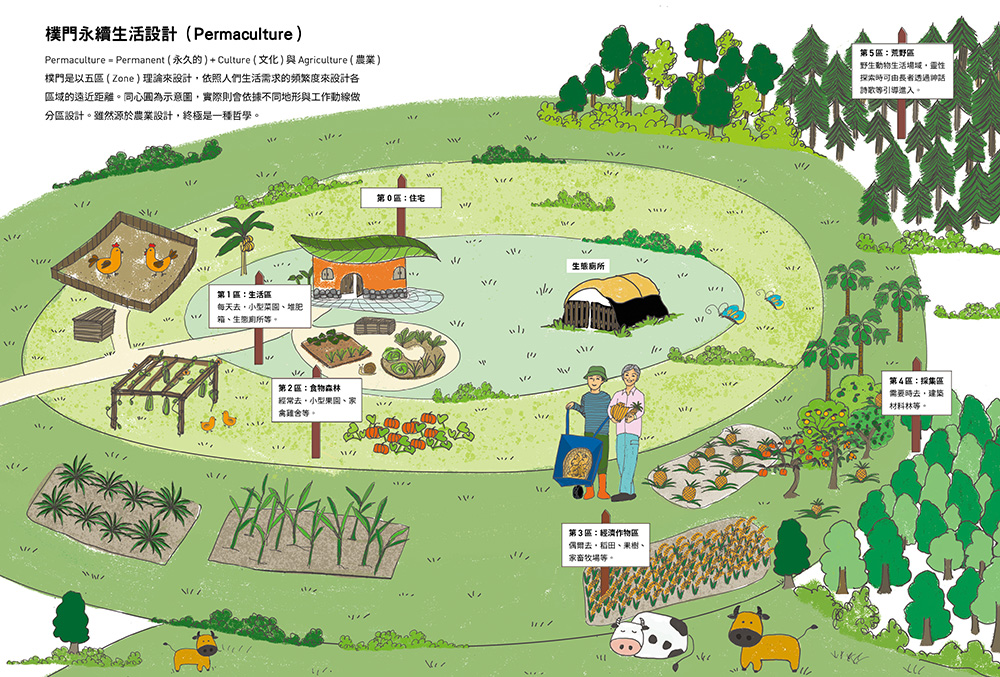 樸門永續生活設計（Permaculture）
Permaculture = Permanent ( 永久的 ) + Culture ( 文化 ) 與 Agriculture ( 農業 )
樸門是以五區 ( Zone ) 理論來設計，依照人們生活需求的頻繁度來設計各
區域的遠近距離。同心圓為示意圖，實際則會依據不同地形與工作動線做
分區設計。雖然源於農業設計，終極是一種哲學。
第5區：荒野區
野生動物生活場域，靈性
探索時可由長者透過神話
詩歌等引導進入。
第0區：住宅
生態廁所
第1區：生活區
每天去，小型菜園、堆肥
箱、生態廁所等。
第2區：食物森林
經常去，小型果園、家
禽雞舍等。
第4區：採集區
需要時去，建築
材料林等。
第3區：經濟作物區
偶爾去，稻田、果樹、
家畜牧場等。